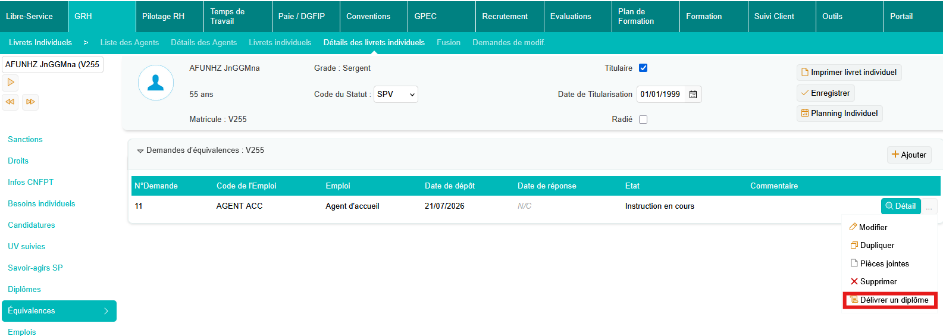 Libre-Service GRH Pilotage RH Temps de Travail Paie / DGFIP Conventions GPEC Recrutement Evaluations Plan de Formation Formation Suivi Client Outils Portail
Livrets Individuels > Liste des Agents Détails des Agents Livrets individuels Détails des livrets individuels Fusion Demandes de modif
AFUNHZ JnGGMna (V255
AFUNHZ JnGGMna Grade : Sergent Titulaire
Imprimer livret individuel
55 ans Code du Statut : SPV Date de Titularisation 01/01/1999
Enregistrer
Planning Individuel
Matricule : V255 Radié
Sanctions
Droits
Infos CNFPT
Besoins individuels
Candidatures
UV suivies
Savoir-agirs SP
Diplômes
Équivalences >
Emplois
Demandes d'équivalences : V255
+ Ajouter
N°Demande Code de l'Emploi Emploi Date de dépôt Date de réponse Etat Commentaire
11 AGENT ACC Agent d'accueil 21/07/2026 N/C Instruction en cours Détail ...
Modifier
Dupliquer
Pièces jointes
Supprimer
Délivrer un diplôme